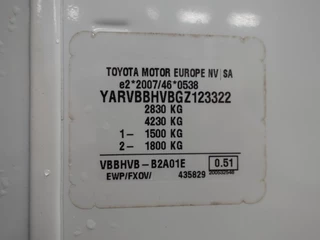 TOYOTA MOTOR EUROPE NV/SA
e2*2007/46*0538
YARVBBHVBGZ123322
2830 KG
4230 KG
1- 1500 KG
2- 1800 KG
VBBHVB-B2A01E 0.51
EWP/FXOV/ 435829